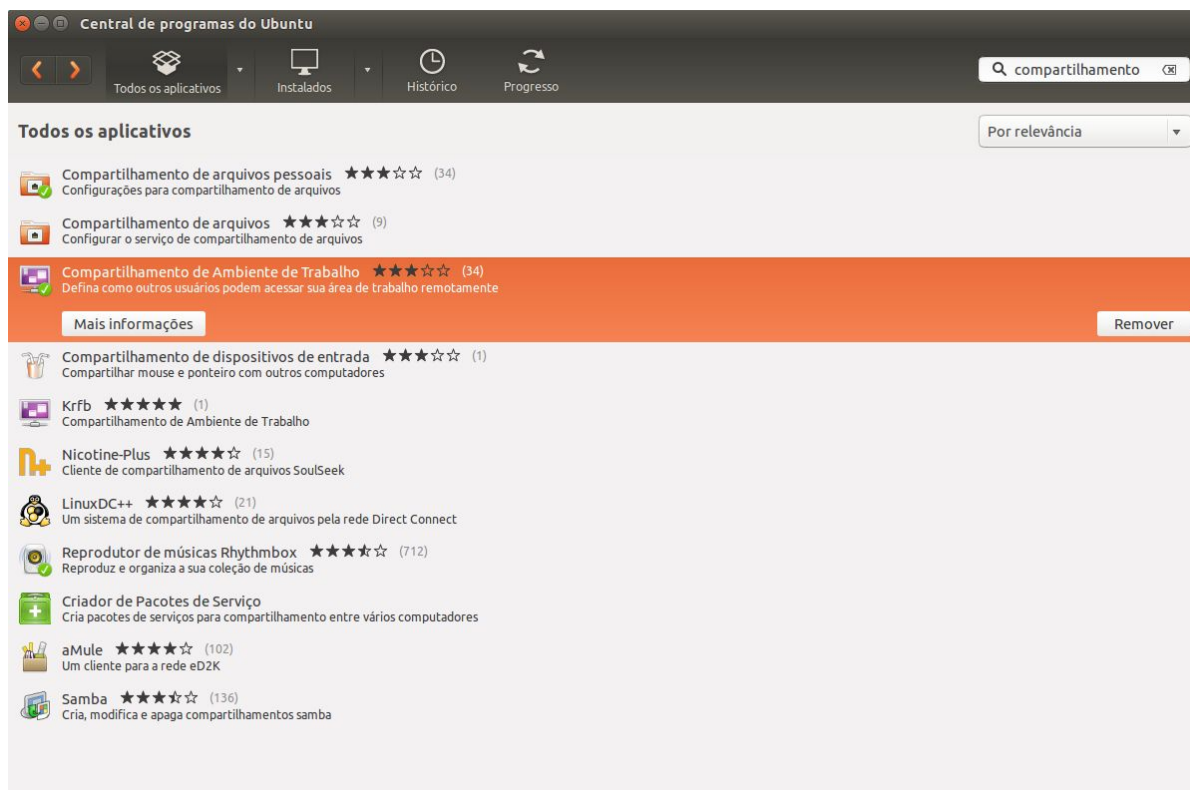 Central de programas do Ubuntu
Todos os aplicativos
Instalados
Histórico
Progresso
compartilhamento
Todos os aplicativos
Por relevância
Compartilhamento de arquivos pessoais (34)
Configurações para compartilhamento de arquivos
Compartilhamento de arquivos (9)
Configurar o serviço de compartilhamento de arquivos
Compartilhamento de Ambiente de Trabalho (34)
Defina como outros usuários podem acessar sua área de trabalho remotamente
Mais informações
Remover
Compartilhamento de dispositivos de entrada (1)
Compartilhar mouse e ponteiro com outros computadores
Krfb (1)
Compartilhamento de Ambiente de Trabalho
Nicotine-Plus (15)
Cliente de compartilhamento de arquivos SoulSeek
LinuxDC++ (21)
Um sistema de compartilhamento de arquivos pela rede Direct Connect
Reprodutor de músicas Rhythmbox (712)
Reproduz e organiza a sua coleção de músicas
Criador de Pacotes de Serviço
Cria pacotes de serviços para compartilhamento entre vários computadores
aMule (102)
Um cliente para a rede eD2K
Samba (136)
Cria, modifica e apaga compartilhamentos samba